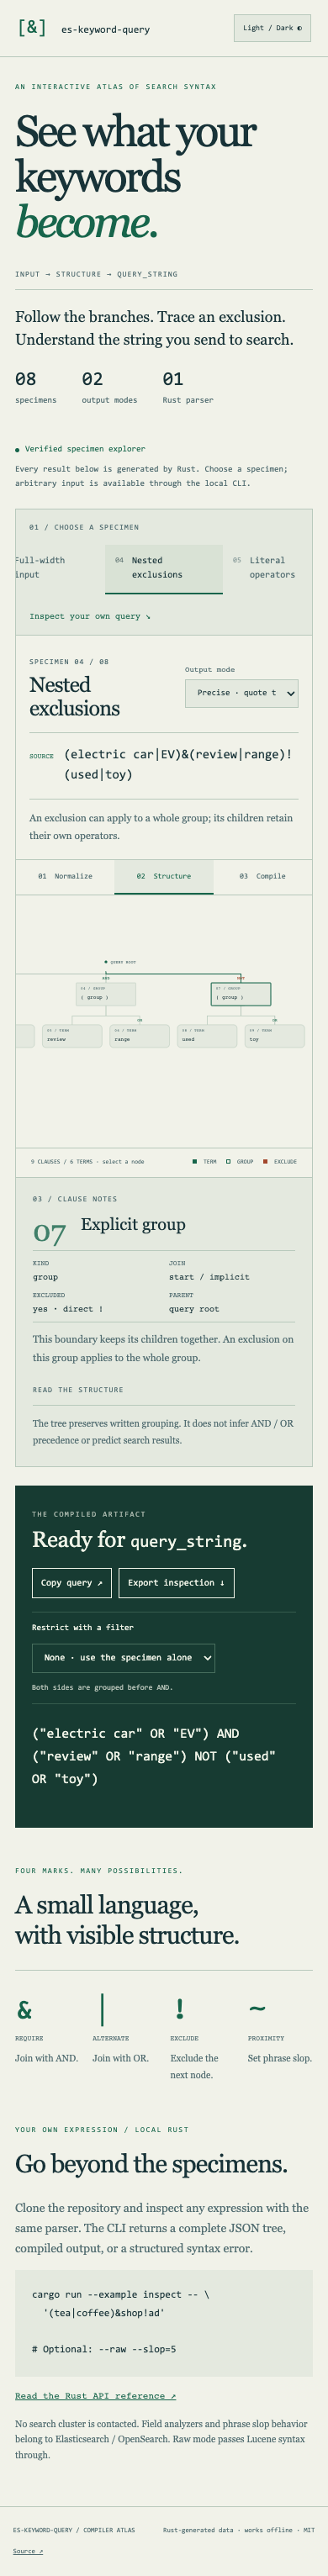 [&] es-keyword-query Light / Dark ◐
AN INTERACTIVE ATLAS OF SEARCH SYNTAX
See what your
keywords
become.
INPUT → STRUCTURE → QUERY_STRING
Follow the branches. Trace an exclusion.
Understand the string you send to search.
08 02 01
specimens output modes Rust parser
Verified specimen explorer
Every result below is generated by Rust. Choose a specimen;
arbitrary input is available through the local CLI.
01 / CHOOSE A SPECIMEN
Full-width 04 Nested 05 Literal
input exclusions operators
Inspect your own query ↘
SPECIMEN 04 / 08
Nested
exclusions
Output mode
Precise · quote t
SOURCE (electric car|EV)&(review|range)!
(used|toy)
An exclusion can apply to a whole group; its children retain
their own operators.
01 Normalize 02 Structure 03 Compile
QUERY ROOT
AND NOT
04 / GROUP 07 / GROUP
( group ) ( group )
OR OR
05 / TERM 06 / TERM 08 / TERM 09 / TERM
review range used toy
9 CLAUSES / 6 TERMS · select a node TERM GROUP EXCLUDE
03 / CLAUSE NOTES
07 Explicit group
KIND JOIN
group start / implicit
EXCLUDED PARENT
yes · direct ! query root
This boundary keeps its children together. An exclusion on
this group applies to the whole group.
READ THE STRUCTURE
The tree preserves written grouping. It does not infer AND / OR
precedence or predict search results.
THE COMPILED ARTIFACT
Ready for query_string.
Copy query ↗ Export inspection ↓
Restrict with a filter
None · use the specimen alone
Both sides are grouped before AND.
("electric car" OR "EV") AND
("review" OR "range") NOT ("used"
OR "toy")
FOUR MARKS. MANY POSSIBILITIES.
A small language,
with visible structure.
& | ! ~
REQUIRE ALTERNATE EXCLUDE PROXIMITY
Join with AND. Join with OR. Exclude the Set phrase slop.
next node.
YOUR OWN EXPRESSION / LOCAL RUST
Go beyond the specimens.
Clone the repository and inspect any expression with the
same parser. The CLI returns a complete JSON tree,
compiled output, or a structured syntax error.
cargo run --example inspect -- \
'(tea|coffee)&shop!ad'
# Optional: --raw --slop=5
Read the Rust API reference ↗
No search cluster is contacted. Field analyzers and phrase slop behavior
belong to Elasticsearch / OpenSearch. Raw mode passes Lucene syntax
through.
ES-KEYWORD-QUERY / COMPILER ATLAS Rust-generated data · works offline · MIT
Source ↗